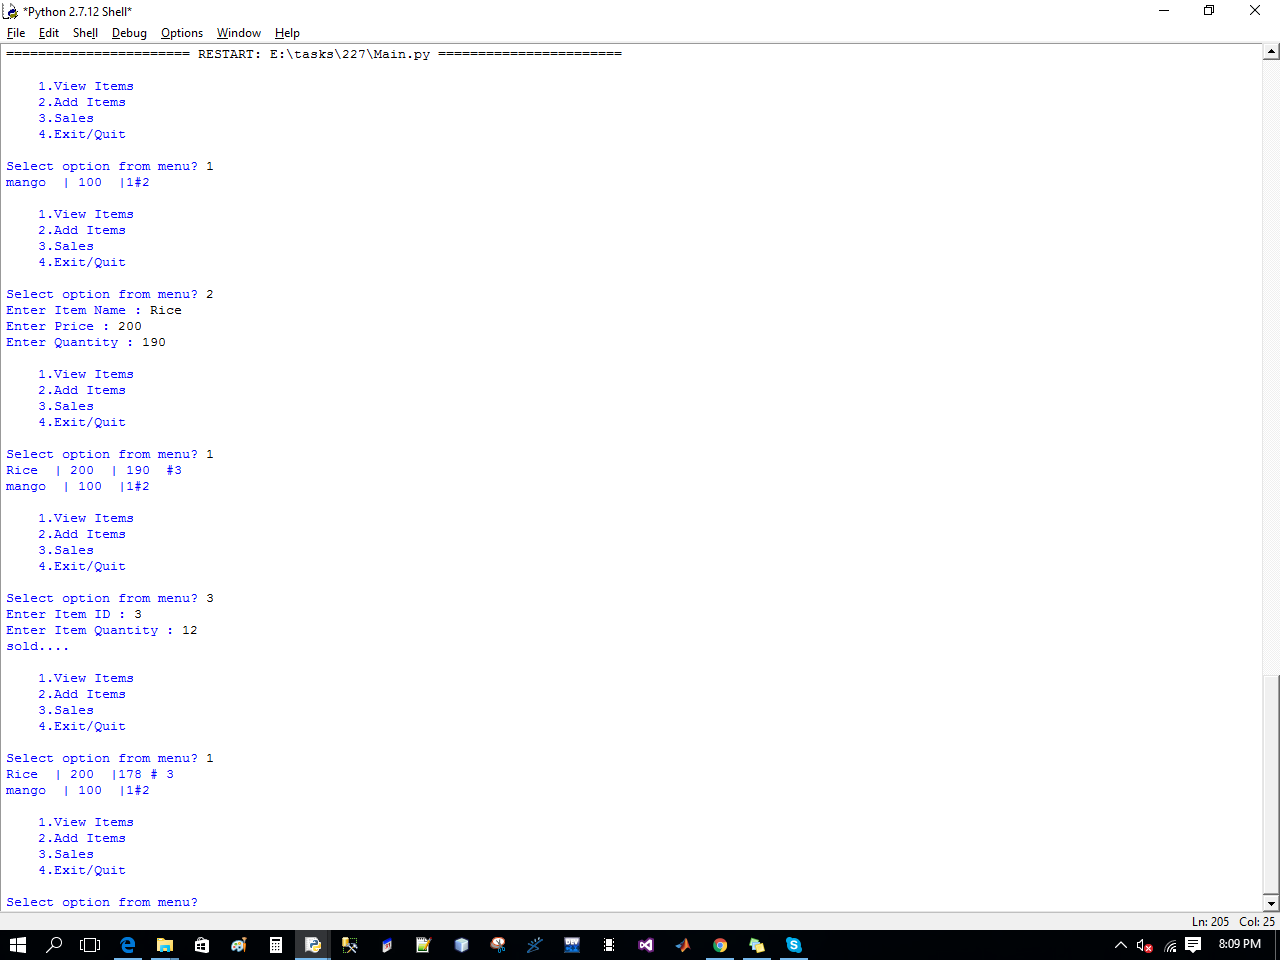 *Python 2.7.12 Shell*
File Edit Shell Debug Options Window Help
======================= RESTART: E:\tasks\227\Main.py =======================
1.View Items
2.Add Items
3.Sales
4.Exit/Quit
Select option from menu? 1
mango  | 100  |1#2
1.View Items
2.Add Items
3.Sales
4.Exit/Quit
Select option from menu? 2
Enter Item Name : Rice
Enter Price : 200
Enter Quantity : 190
1.View Items
2.Add Items
3.Sales
4.Exit/Quit
Select option from menu? 1
Rice  | 200  | 190  #3
mango  | 100  |1#2
1.View Items
2.Add Items
3.Sales
4.Exit/Quit
Select option from menu? 3
Enter Item ID : 3
Enter Item Quantity : 12
sold....
1.View Items
2.Add Items
3.Sales
4.Exit/Quit
Select option from menu? 1
Rice  | 200  |178 # 3
mango  | 100  |1#2
1.View Items
2.Add Items
3.Sales
4.Exit/Quit
Select option from menu?
Ln: 205 Col: 25
8:09 PM